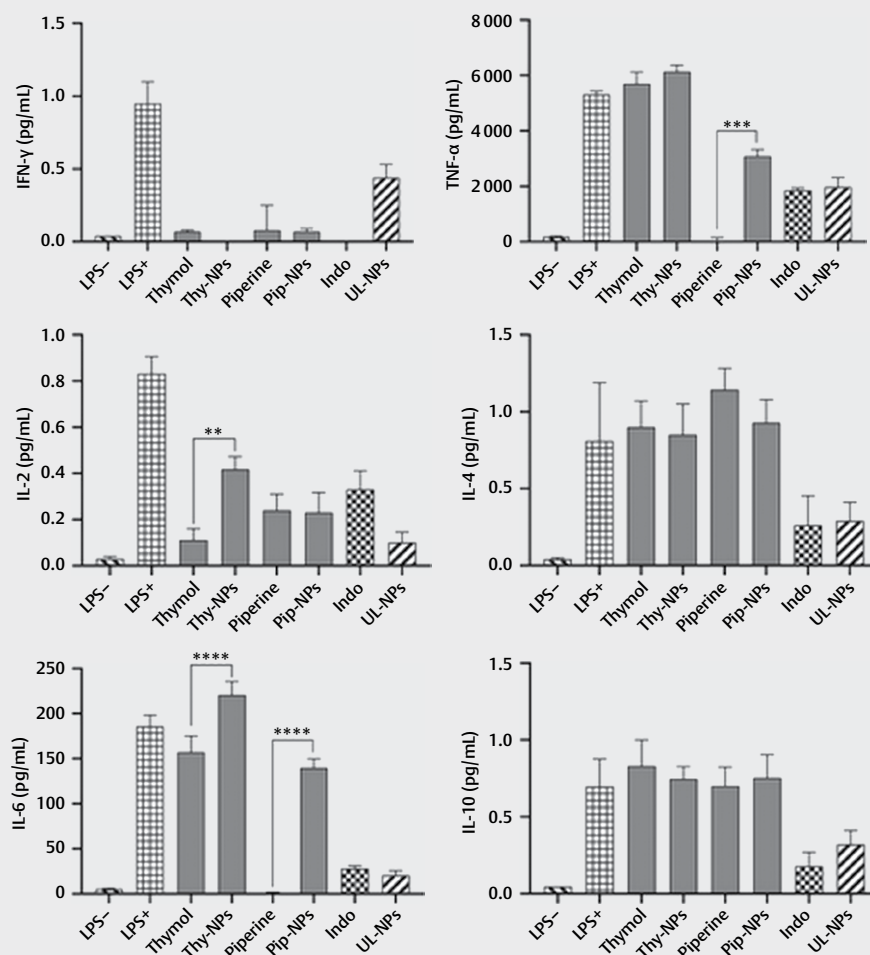 IFN-γ (pg/mL)
1.5
1.0
0.5
0.0
LPS–
LPS+
Thymol
Thy-NPs
Piperine
Pip-NPs
Indo
UL-NPs
TNF-α (pg/mL)
8 000
6 000
4 000
2 000
0
***
LPS–
LPS+
Thymol
Thy-NPs
Piperine
Pip-NPs
Indo
UL-NPs
IL-2 (pg/mL)
1.0
0.8
0.6
0.4
0.2
0.0
**
LPS–
LPS+
Thymol
Thy-NPs
Piperine
Pip-NPs
Indo
UL-NPs
IL-4 (pg/mL)
1.5
1.0
0.5
0.0
LPS–
LPS+
Thymol
Thy-NPs
Piperine
Pip-NPs
Indo
UL-NPs
IL-6 (pg/mL)
250
200
150
100
50
0
****
****
LPS–
LPS+
Thymol
Thy-NPs
Piperine
Pip-NPs
Indo
UL-NPs
IL-10 (pg/mL)
1.5
1.0
0.5
0.0
LPS–
LPS+
Thymol
Thy-NPs
Piperine
Pip-NPs
Indo
UL-NPs